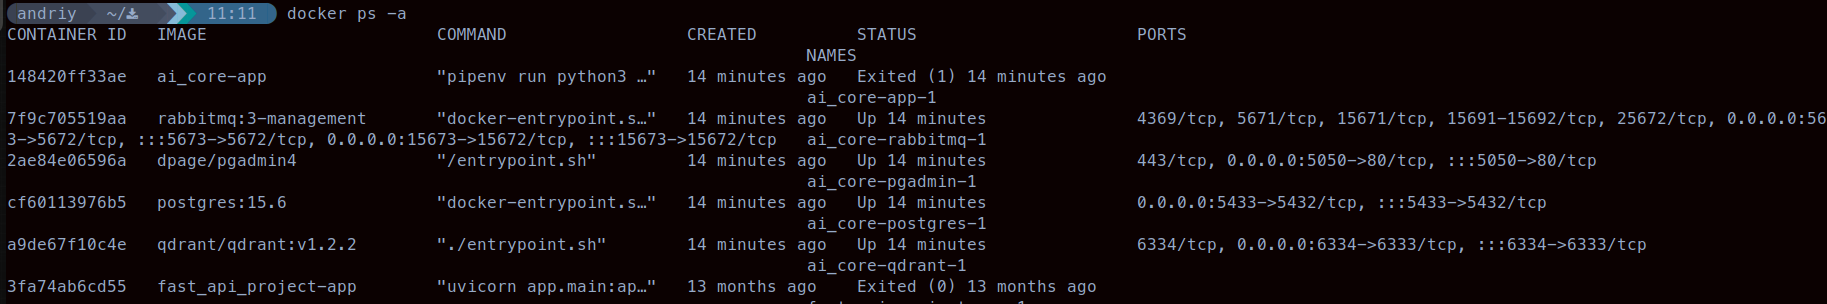 andriy ~/ 11:11 docker ps -a
CONTAINER ID IMAGE COMMAND CREATED STATUS PORTS
NAMES
148420ff33ae ai_core-app "pipenv run python3 …" 14 minutes ago Exited (1) 14 minutes ago
ai_core-app-1
7f9c705519aa rabbitmq:3-management "docker-entrypoint.s…" 14 minutes ago Up 14 minutes 4369/tcp, 5671/tcp, 15671/tcp, 15691-15692/tcp, 25672/tcp, 0.0.0.0:56
3->5672/tcp, :::5673->5672/tcp, 0.0.0.0:15673->15672/tcp, :::15673->15672/tcp ai_core-rabbitmq-1
2ae84e06596a dpage/pgadmin4 "/entrypoint.sh" 14 minutes ago Up 14 minutes 443/tcp, 0.0.0.0:5050->80/tcp, :::5050->80/tcp
ai_core-pgadmin-1
cf60113976b5 postgres:15.6 "docker-entrypoint.s…" 14 minutes ago Up 14 minutes 0.0.0.0:5433->5432/tcp, :::5433->5432/tcp
ai_core-postgres-1
a9de67f10c4e qdrant/qdrant:v1.2.2 "./entrypoint.sh" 14 minutes ago Up 14 minutes 6334/tcp, 0.0.0.0:6334->6333/tcp, :::6334->6333/tcp
ai_core-qdrant-1
3fa74ab6cd55 fast_api_project-app "uvicorn app.main:ap…" 13 months ago Exited (0) 13 months ago